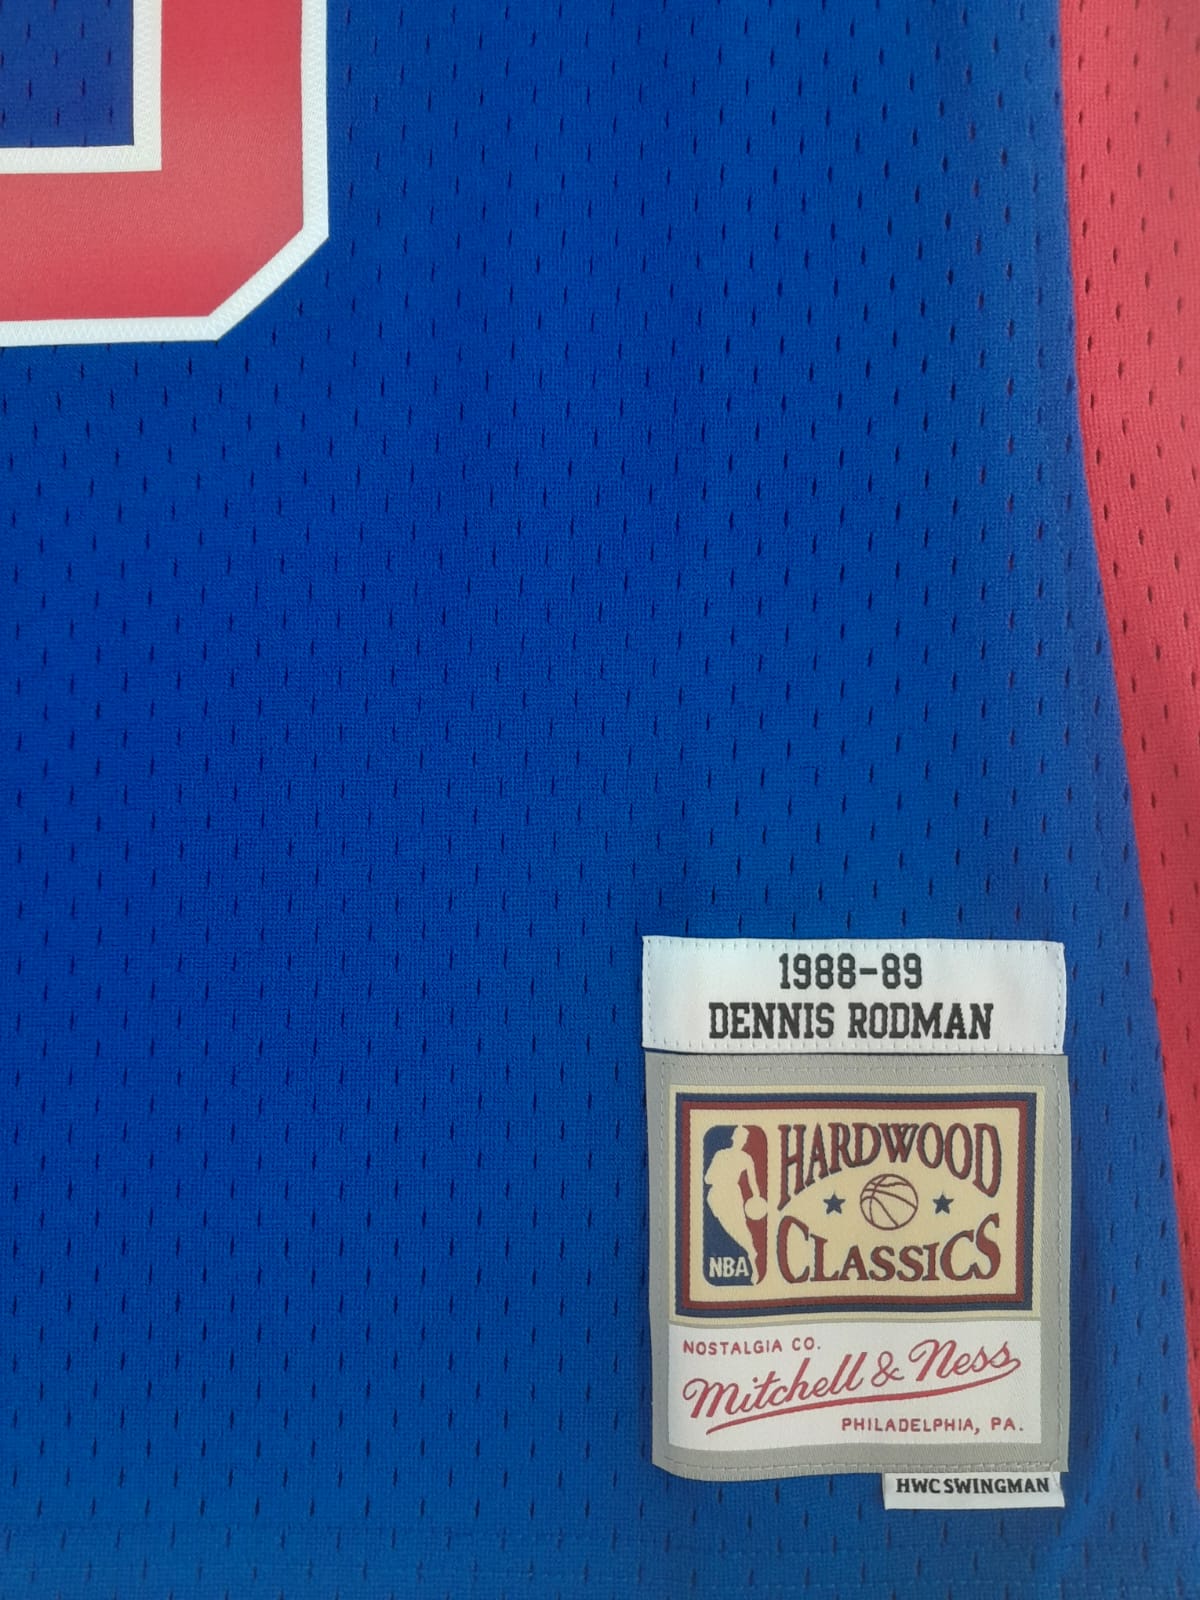 1988-89
DENNIS RODMAN
HARDWOOD
CLASSICS
NBA
NOSTALGIA CO.
Mitchell & Ness
PHILADELPHIA, PA.
HWC SWINGMAN